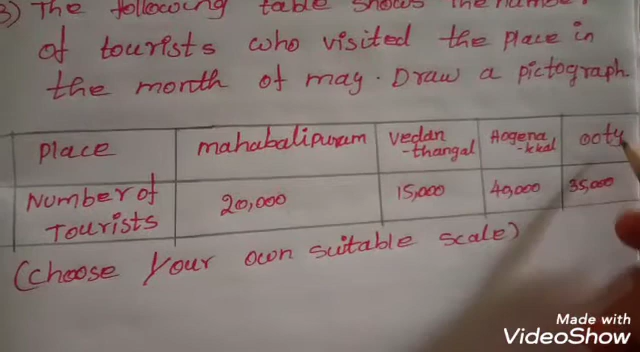 3) The following table shows the number
of tourists who visited the place in
the month of may. Draw a pictograph.
Place mahabalipuram Vedan Hogena ooty
-thangal -kkal
Number of 20,000 15,000 40,000 35,000
Tourists
(choose your own suitable scale)
Made with
VideoShow